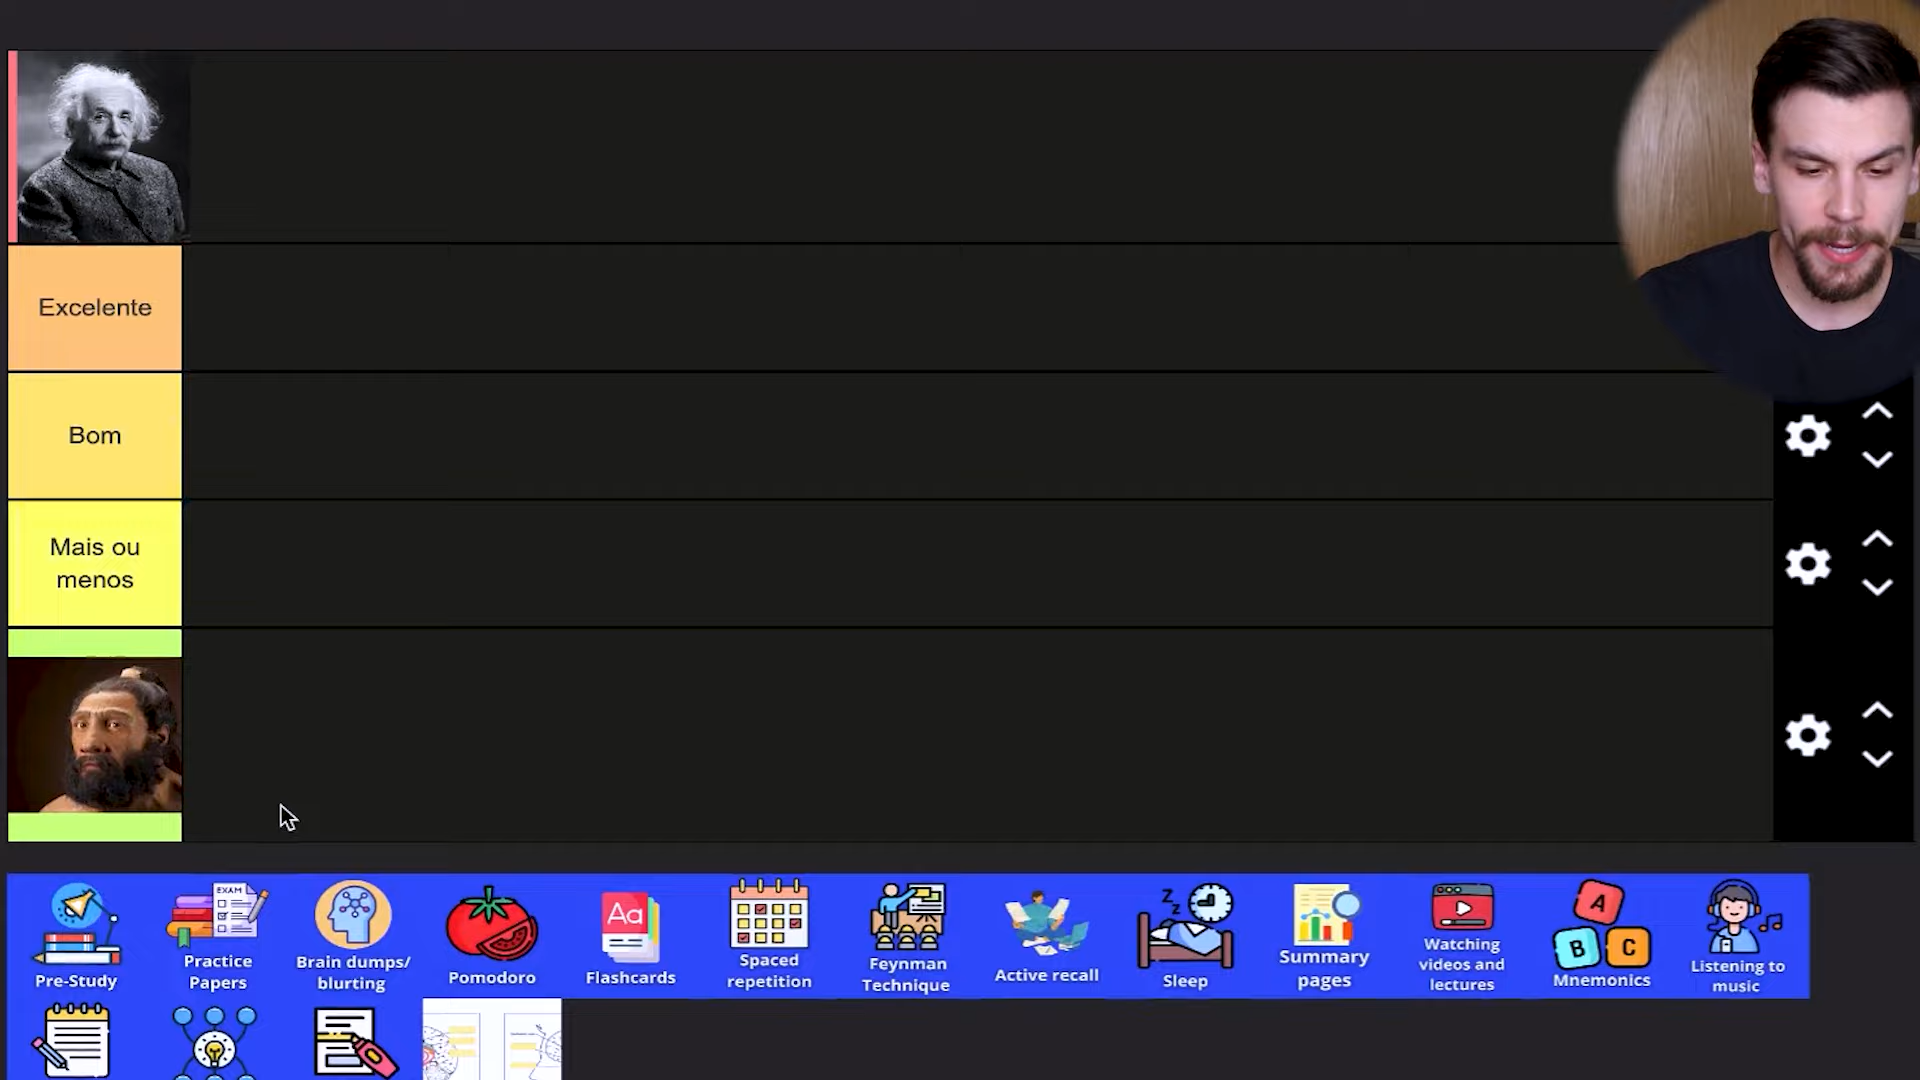 Excelente
Bom
Mais ou
menos
Pre-Study
EXAM
Practice
Papers
Brain dumps/
blurting
Pomodoro
Aa
Flashcards
Spaced
repetition
Feynman
Technique
Active recall
Z
z
Sleep
Summary
pages
Watching
videos and
lectures
A
B
C
Mnemonics
Listening to
music